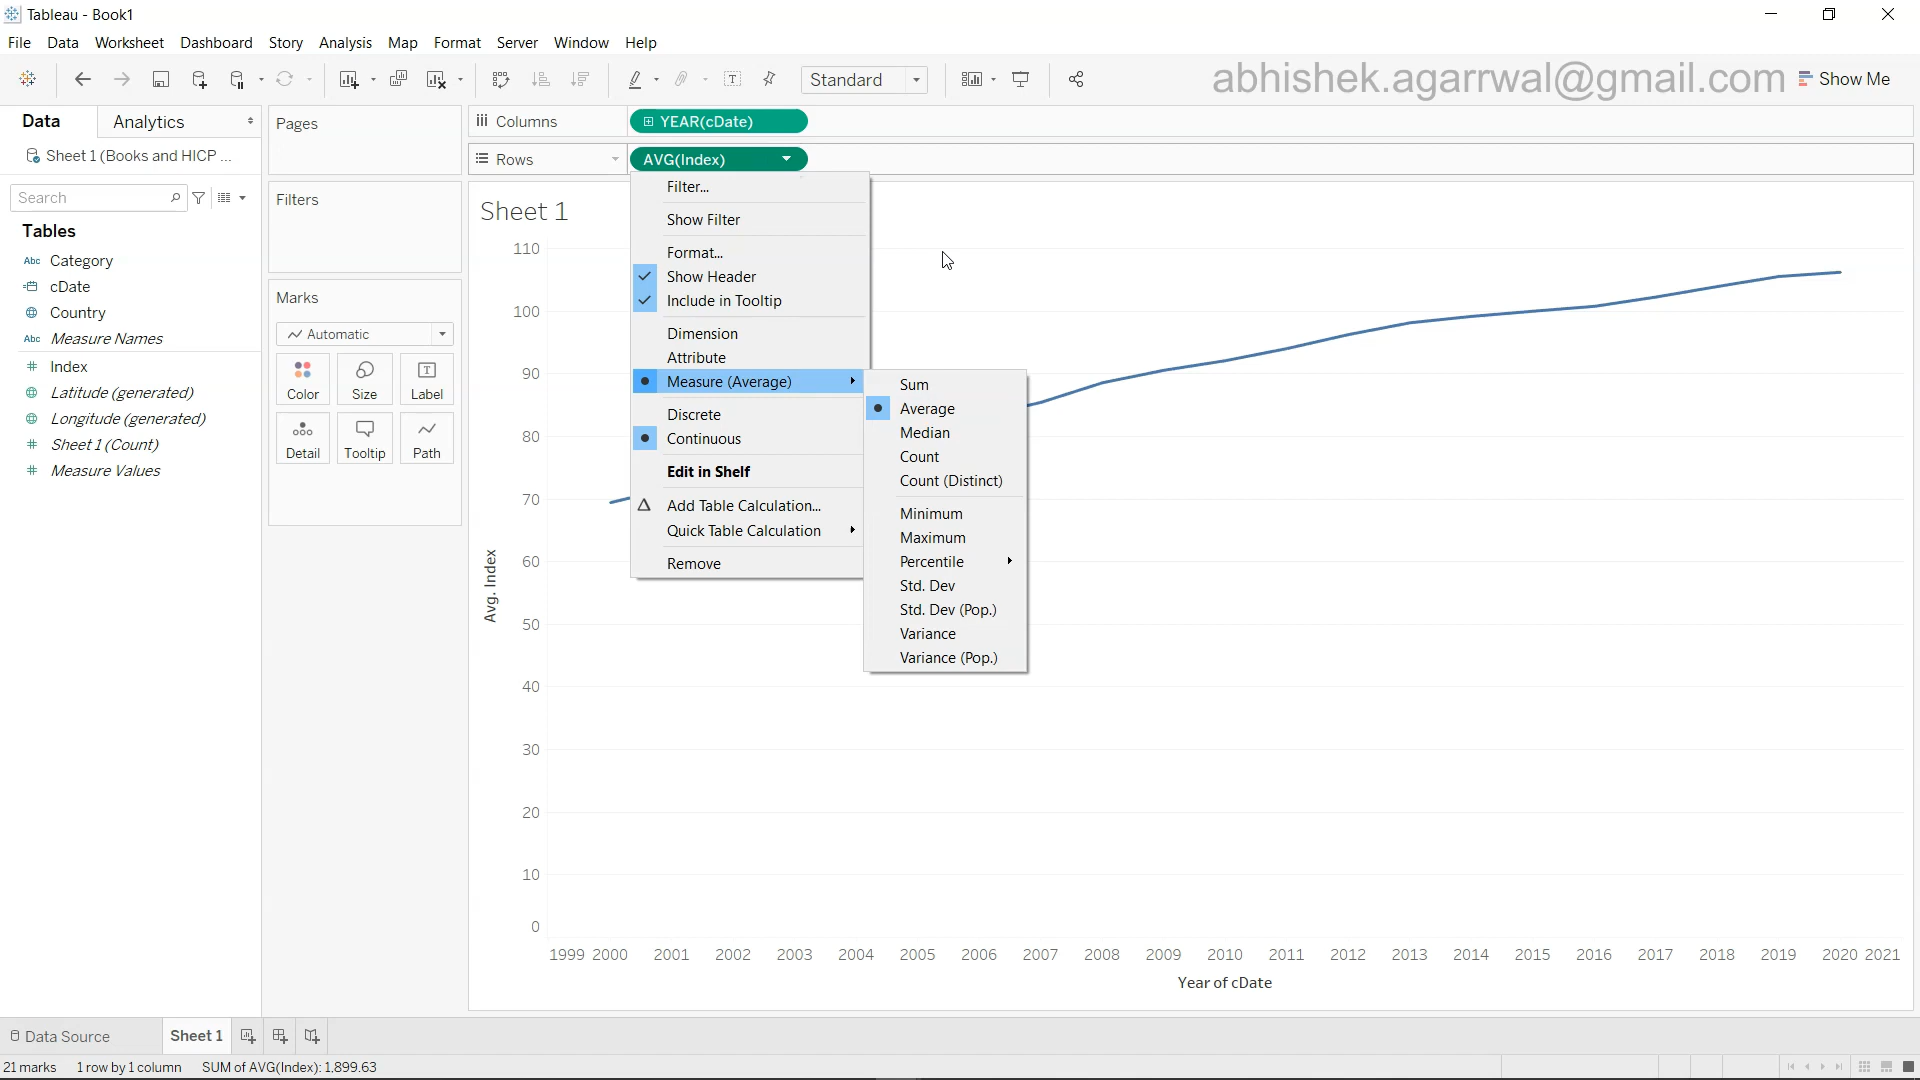 Tableau - Book1
File Data Worksheet Dashboard Story Analysis Map Format Server Window Help
Standard
abhishek.agarrwal@gmail.com
Show Me
Data Analytics
Sheet 1 (Books and HICP ...
Search
Tables
Abc Category
cDate
Country
Abc Measure Names
Index
Latitude (generated)
Longitude (generated)
Sheet 1 (Count)
Measure Values
Pages
Filters
Marks
Automatic
Color Size Label
Detail Tooltip Path
Columns YEAR(cDate)
Rows AVG(Index)
Sheet 1
Filter...
Show Filter
Format...
Show Header
Include in Tooltip
Dimension
Attribute
Measure (Average)
Discrete
Continuous
Edit in Shelf
Add Table Calculation...
Quick Table Calculation
Remove
Sum
Average
Median
Count
Count (Distinct)
Minimum
Maximum
Percentile
Std. Dev
Std. Dev (Pop.)
Variance
Variance (Pop.)
110
100
90
80
70
60
50
40
30
20
10
0
Avg. Index
1999 2000 2001 2002 2003 2004 2005 2006 2007 2008 2009 2010 2011 2012 2013 2014 2015 2016 2017 2018 2019 2020 2021
Year of cDate
Data Source Sheet 1
21 marks 1 row by 1 column SUM of AVG(Index): 1,899.63